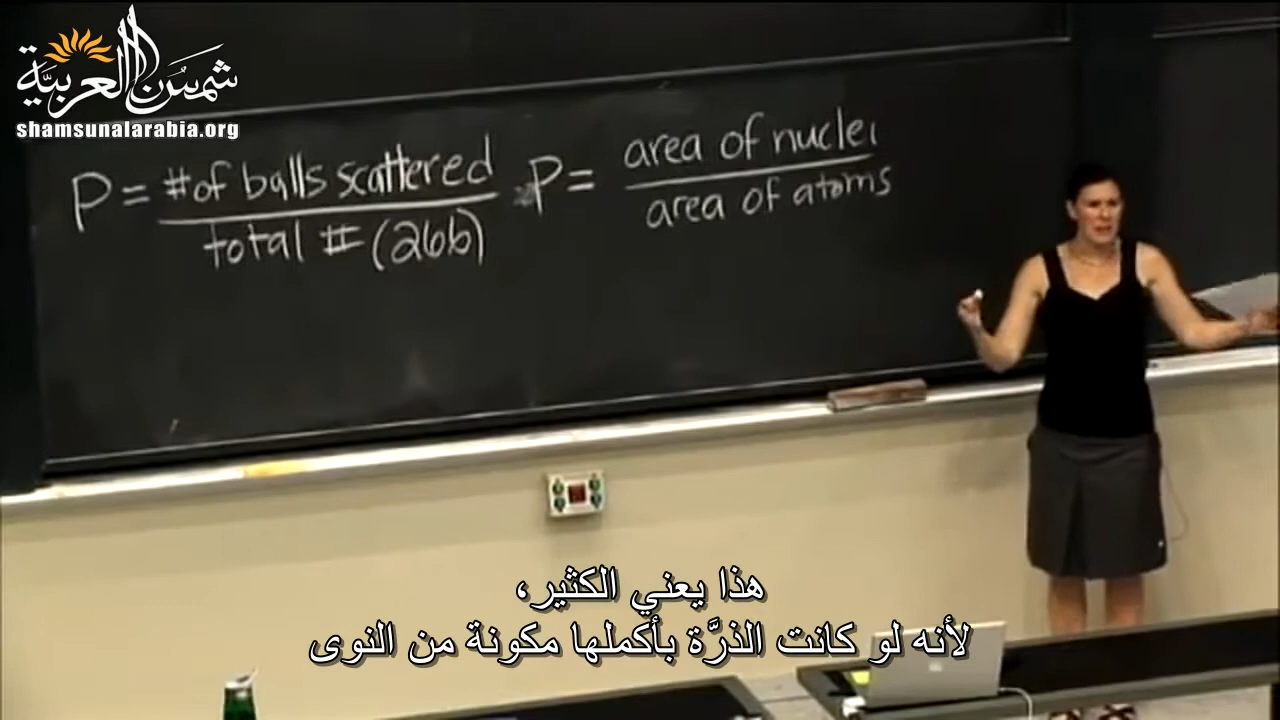 شمس العربية
shamsunalarabia.org
P = # of balls scattered
total # (266)
P = area of nuclei
area of atoms
هذا يعني الكثير،
لأنه لو كانت الذرَّة بأكملها مكونة من النوى